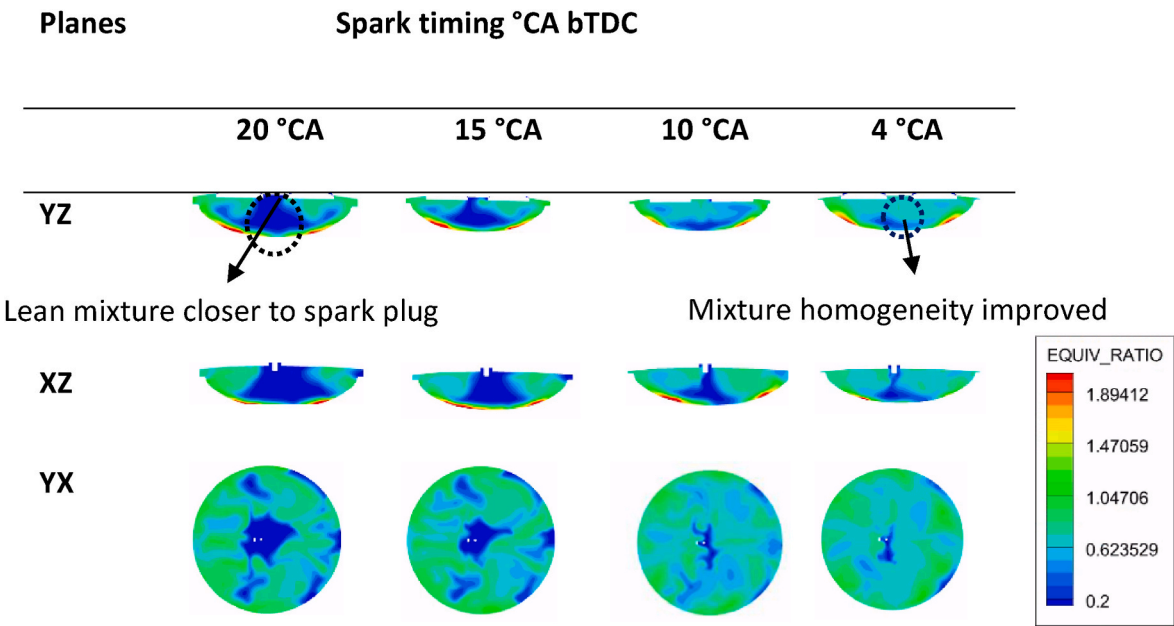 Planes Spark timing °CA bTDC
20 °CA 15 °CA 10 °CA 4 °CA
YZ
Lean mixture closer to spark plug
Mixture homogeneity improved
XZ
EQUIV_RATIO
1.89412
1.47059
1.04706
0.623529
0.2
YX